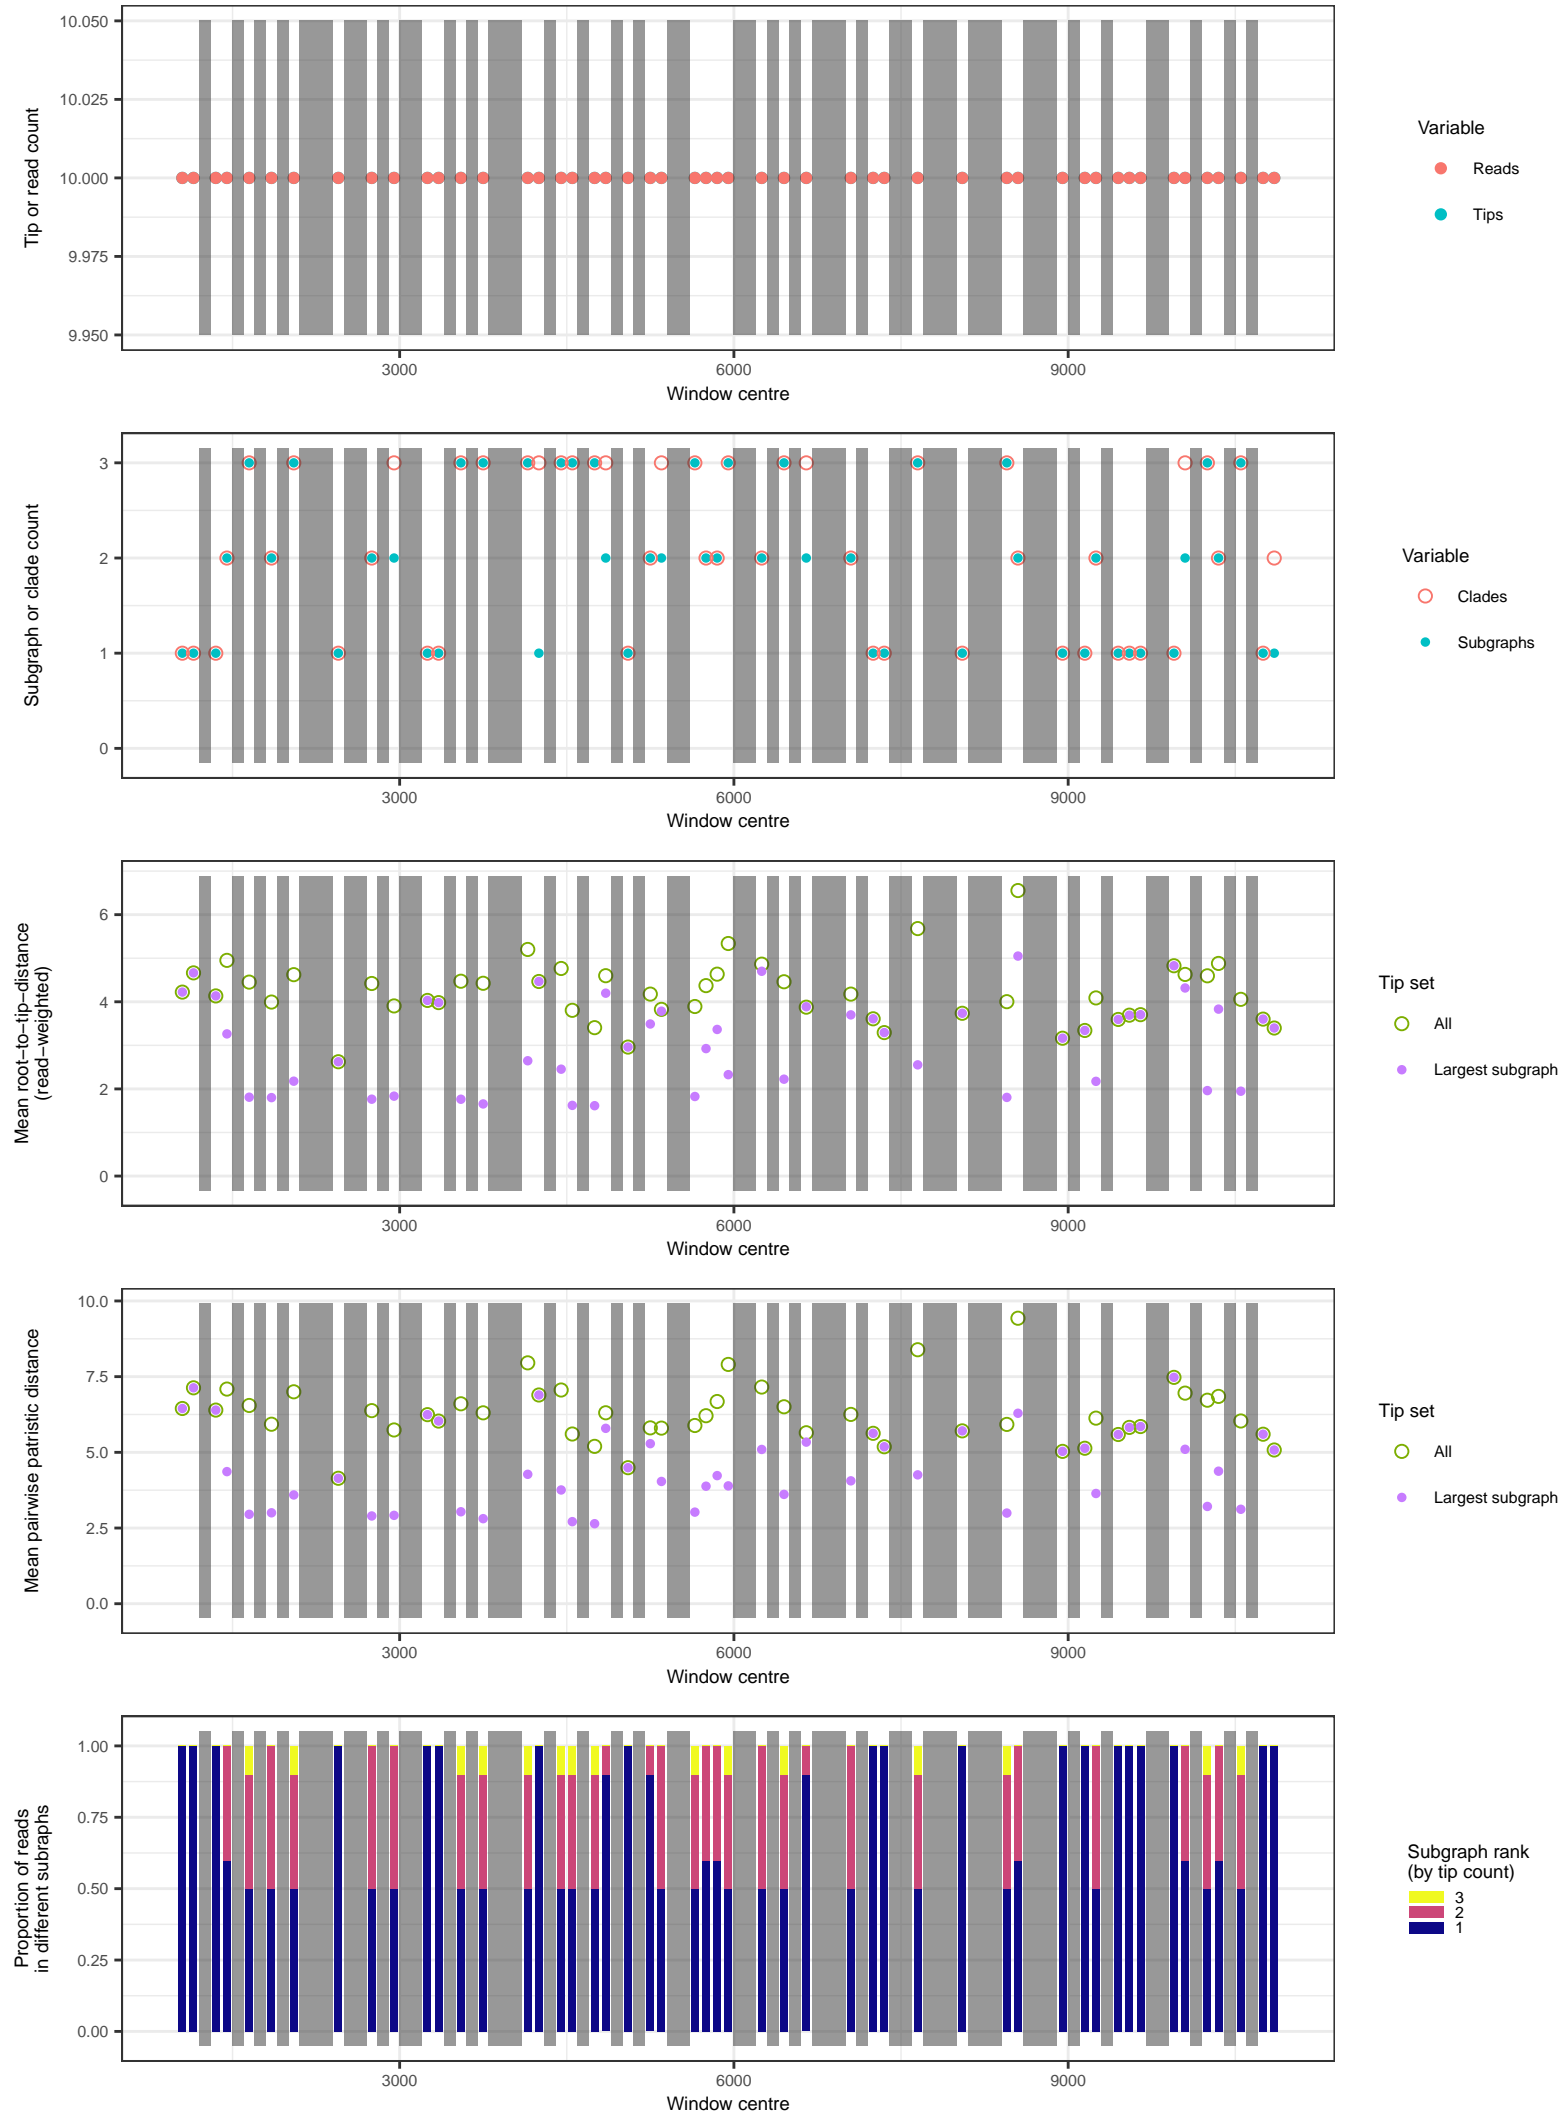 10.050
10.025
10.000
9.975
9.950
Tip or read count
3000
6000
9000
Window centre
Variable
Reads
Tips
3
2
1
0
Subgraph or clade count
3000
6000
9000
Window centre
Variable
Clades
Subgraphs
6
4
2
0
Mean root−to−tip−distance
(read−weighted)
3000
6000
9000
Window centre
Tip set
All
Largest subgraph
10.0
7.5
5.0
2.5
0.0
Mean pairwise patristic distance
3000
6000
9000
Window centre
Tip set
All
Largest subgraph
1.00
0.75
0.50
0.25
0.00
Proportion of reads
in different subraphs
3000
6000
9000
Window centre
Subgraph rank
(by tip count)
3
2
1